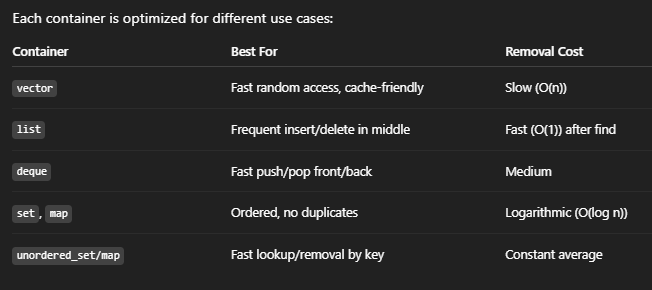 Each container is optimized for different use cases:
Container Best For Removal Cost
vector Fast random access, cache-friendly Slow (O(n))
list Frequent insert/delete in middle Fast (O(1)) after find
deque Fast push/pop front/back Medium
set, map Ordered, no duplicates Logarithmic (O(log n))
unordered_set/map Fast lookup/removal by key Constant average